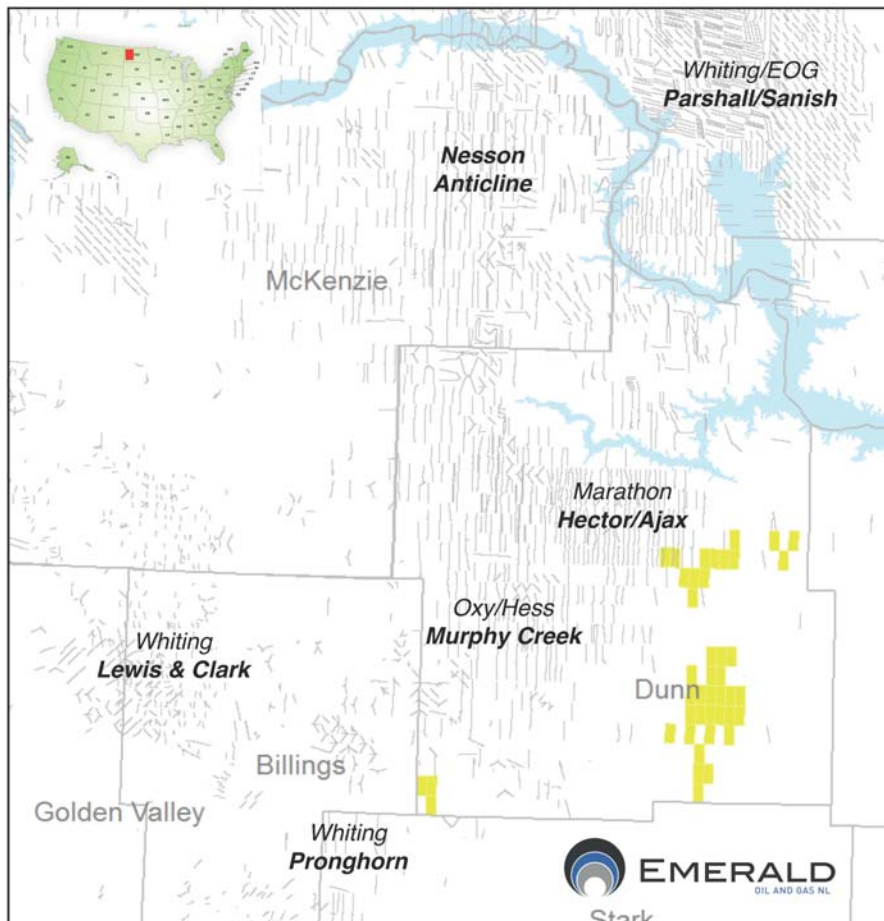 Whiting/EOG
Parshall/Sanish
Nesson
Anticline
McKenzie
Marathon
Hector/Ajax
Oxy/Hess
Murphy Creek
Whiting
Lewis & Clark
Dunn
Billings
Golden Valley
Whiting
Pronghorn
EMERALD
OIL AND GAS NL
Stark